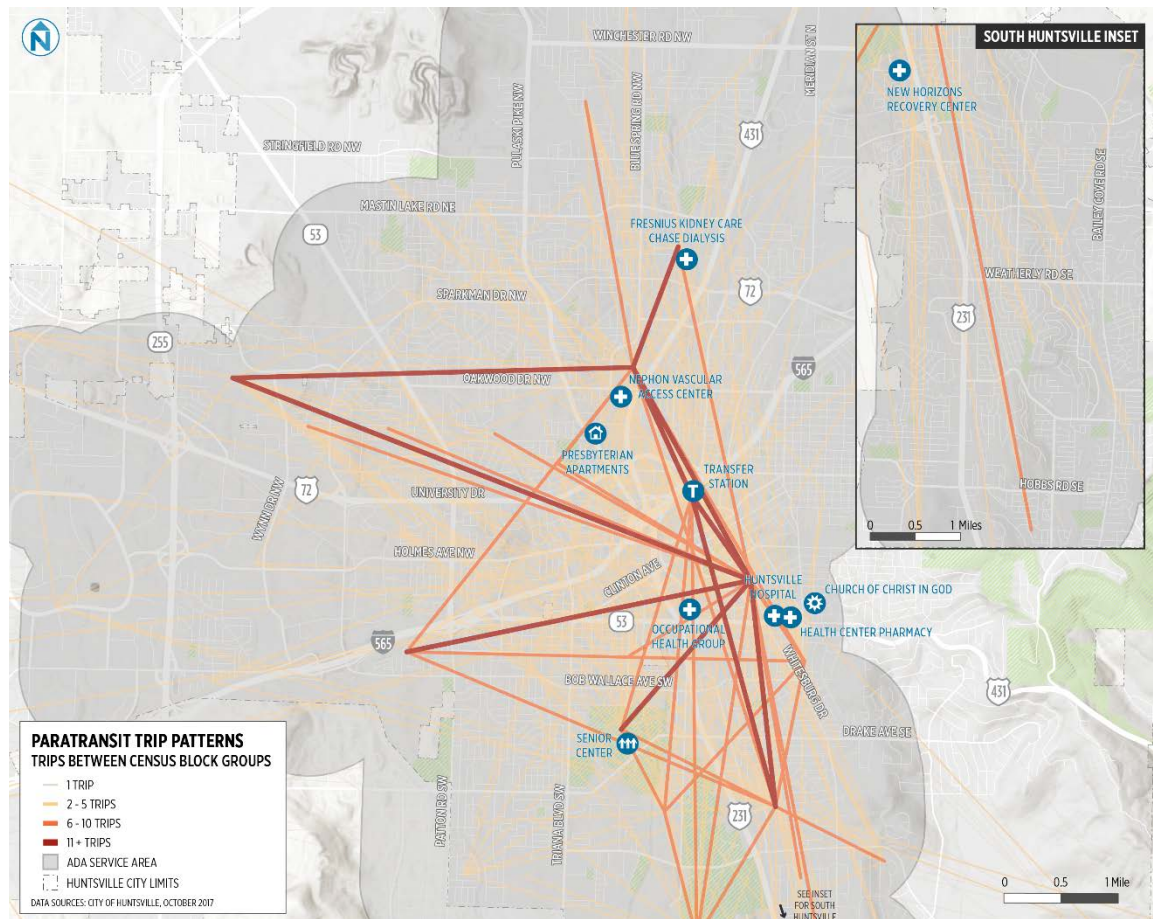 N
WINCHESTER RD NW
MERIDIAN ST N
PULASKI PIKE NW
BLUE SPRING RD NW
431
STRINGFIELD RD NW
MASTIN LAKE RD NE
53
FRESNIUS KIDNEY CARE
CHASE DIALYSIS
SPARKMAN DR NW
72
255
565
OAKWOOD DR NW
NEPHON VASCULAR
ACCESS CENTER
PRESBYTERIAN
APARTMENTS
TRANSFER
STATION
T
72
UNIVERSITY DR
WYNN DR NW
HOLMES AVE NW
CLINTON AVE
HUNTSVILLE
HOSPITAL
CHURCH OF CHRIST IN GOD
HEALTH CENTER PHARMACY
53
OCCUPATIONAL
HEALTH GROUP
565
BOB WALLACE AVE SW
WHITESBURG DR
431
DRAKE AVE SE
SENIOR
CENTER
PATTON RD SW
TRIANA BLVD SW
231
SEE INSET
FOR SOUTH
HUNTSVILLE
0 0.5 1 Mile
SOUTH HUNTSVILLE INSET
NEW HORIZONS
RECOVERY CENTER
BAILEY COVE RD SE
WEATHERLY RD SE
231
HOBBS RD SE
0 0.5 1 Miles
PARATRANSIT TRIP PATTERNS
TRIPS BETWEEN CENSUS BLOCK GROUPS
1 TRIP
2 - 5 TRIPS
6 - 10 TRIPS
11 + TRIPS
ADA SERVICE AREA
HUNTSVILLE CITY LIMITS
DATA SOURCES: CITY OF HUNTSVILLE, OCTOBER 2017